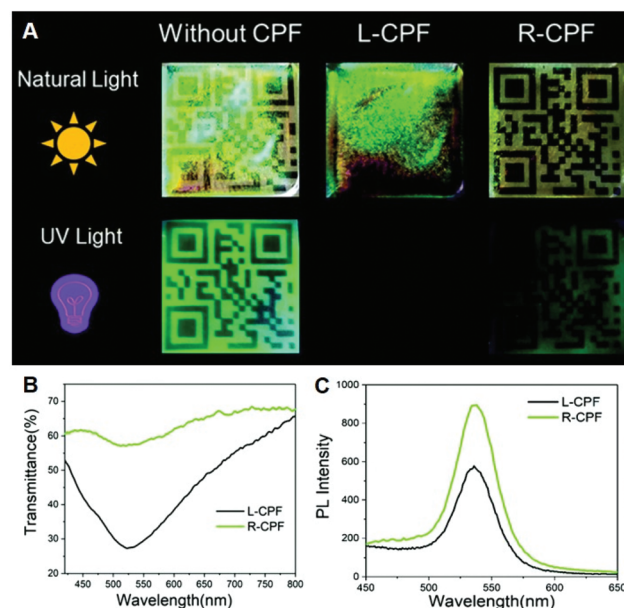 A
Without CPF L-CPF R-CPF
Natural Light
UV Light
B
Transmittance(%)
70
60
50
40
30
20
L-CPF
R-CPF
450 500 550 600 650 700 750 800
Wavelength(nm)
C
PL Intensity
1000
800
600
400
200
0
L-CPF
R-CPF
450 500 550 600 650
Wavelength(nm)